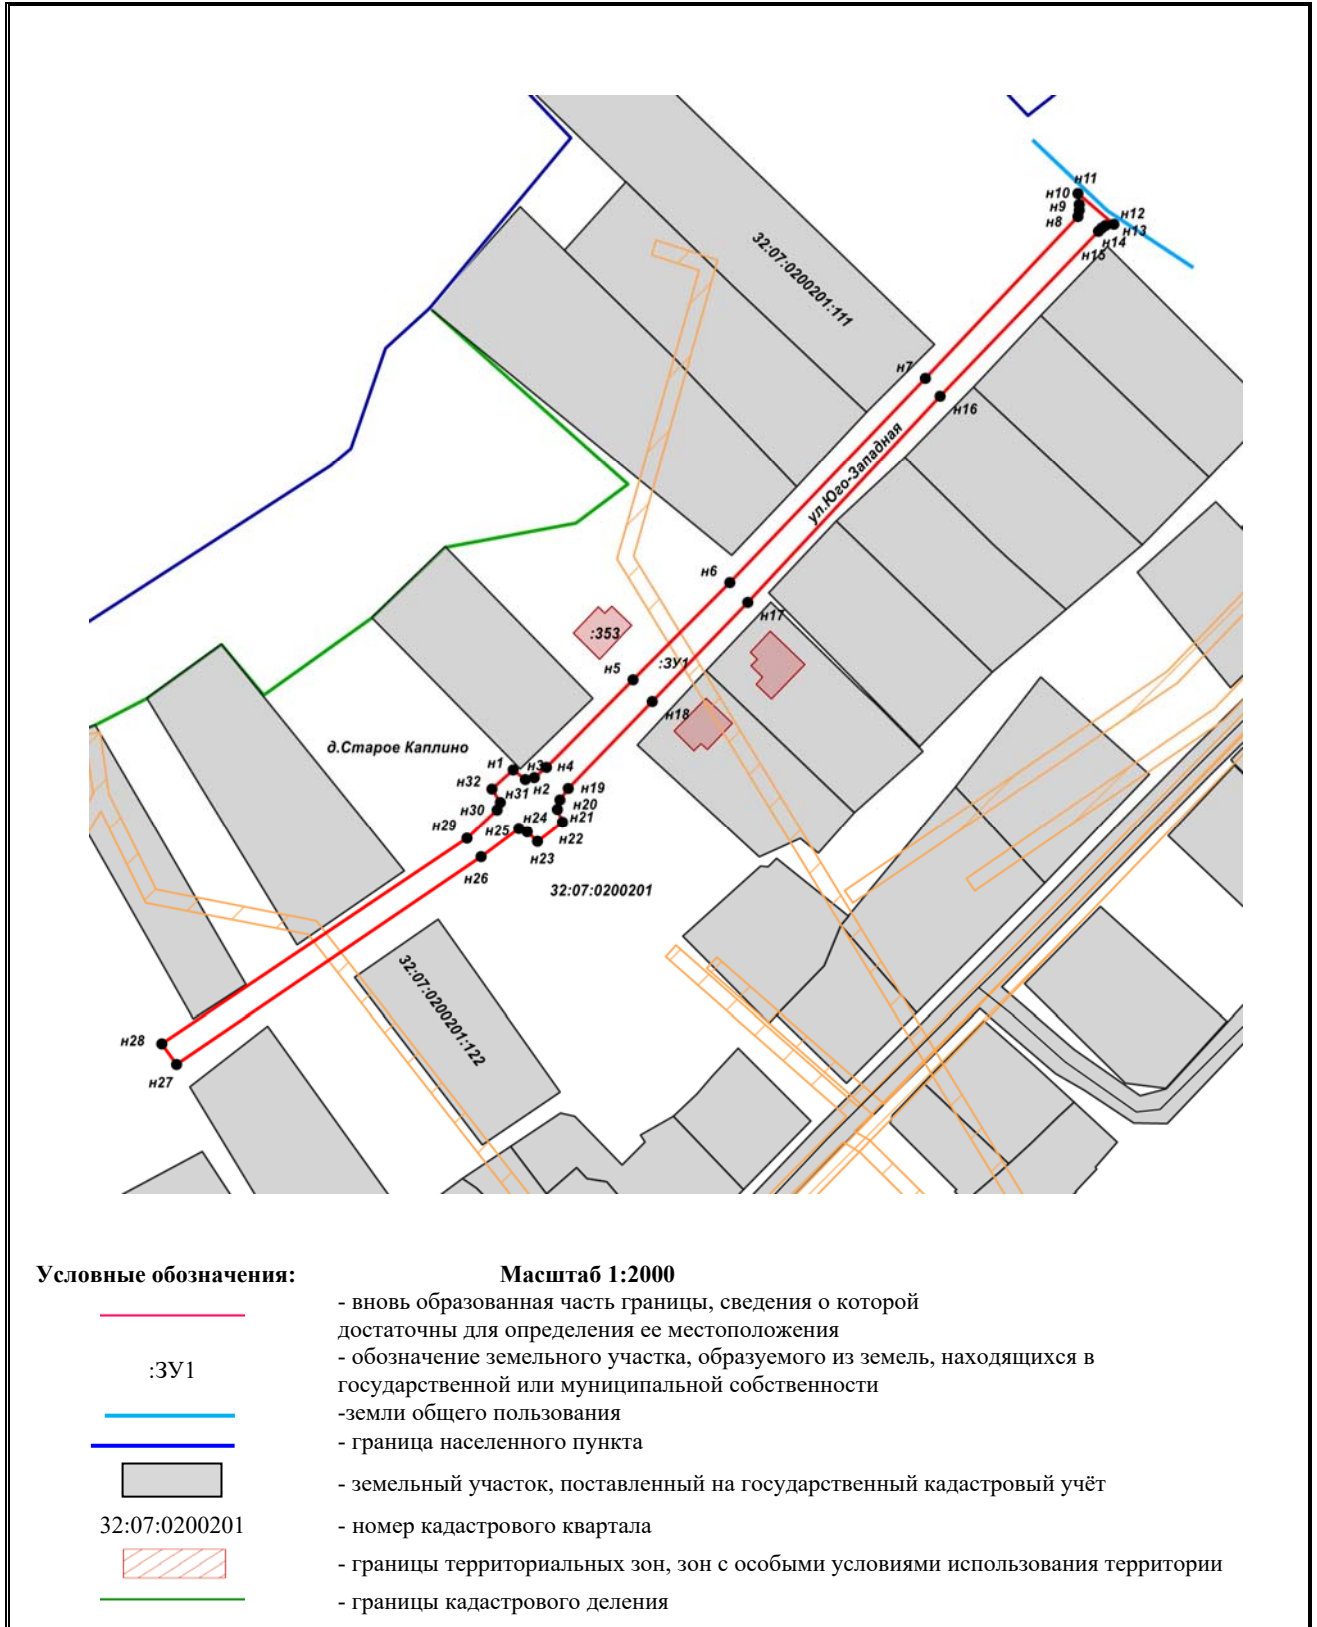 н11
н10
н9
н8
н12
н13
н14
н15
32:07:0200201:111
н7
н16
ул.Юго-Западная
н6
н17
:353
:ЗУ1
н5
н18
д.Старое Каплино
н1
н3
н4
н32
н2
н31
н19
н30
н20
н24
н21
н29
н25
н22
н23
н26
32:07:0200201
32:07:0200201:122
н28
н27
Условные обозначения:
Масштаб 1:2000
- вновь образованная часть границы, сведения о которой
достаточны для определения ее местоположения
:ЗУ1
- обозначение земельного участка, образуемого из земель, находящихся в
государственной или муниципальной собственности
-земли общего пользования
- граница населенного пункта
- земельный участок, поставленный на государственный кадастровый учёт
32:07:0200201
- номер кадастрового квартала
- границы территориальных зон, зон с особыми условиями использования территории
- границы кадастрового деления